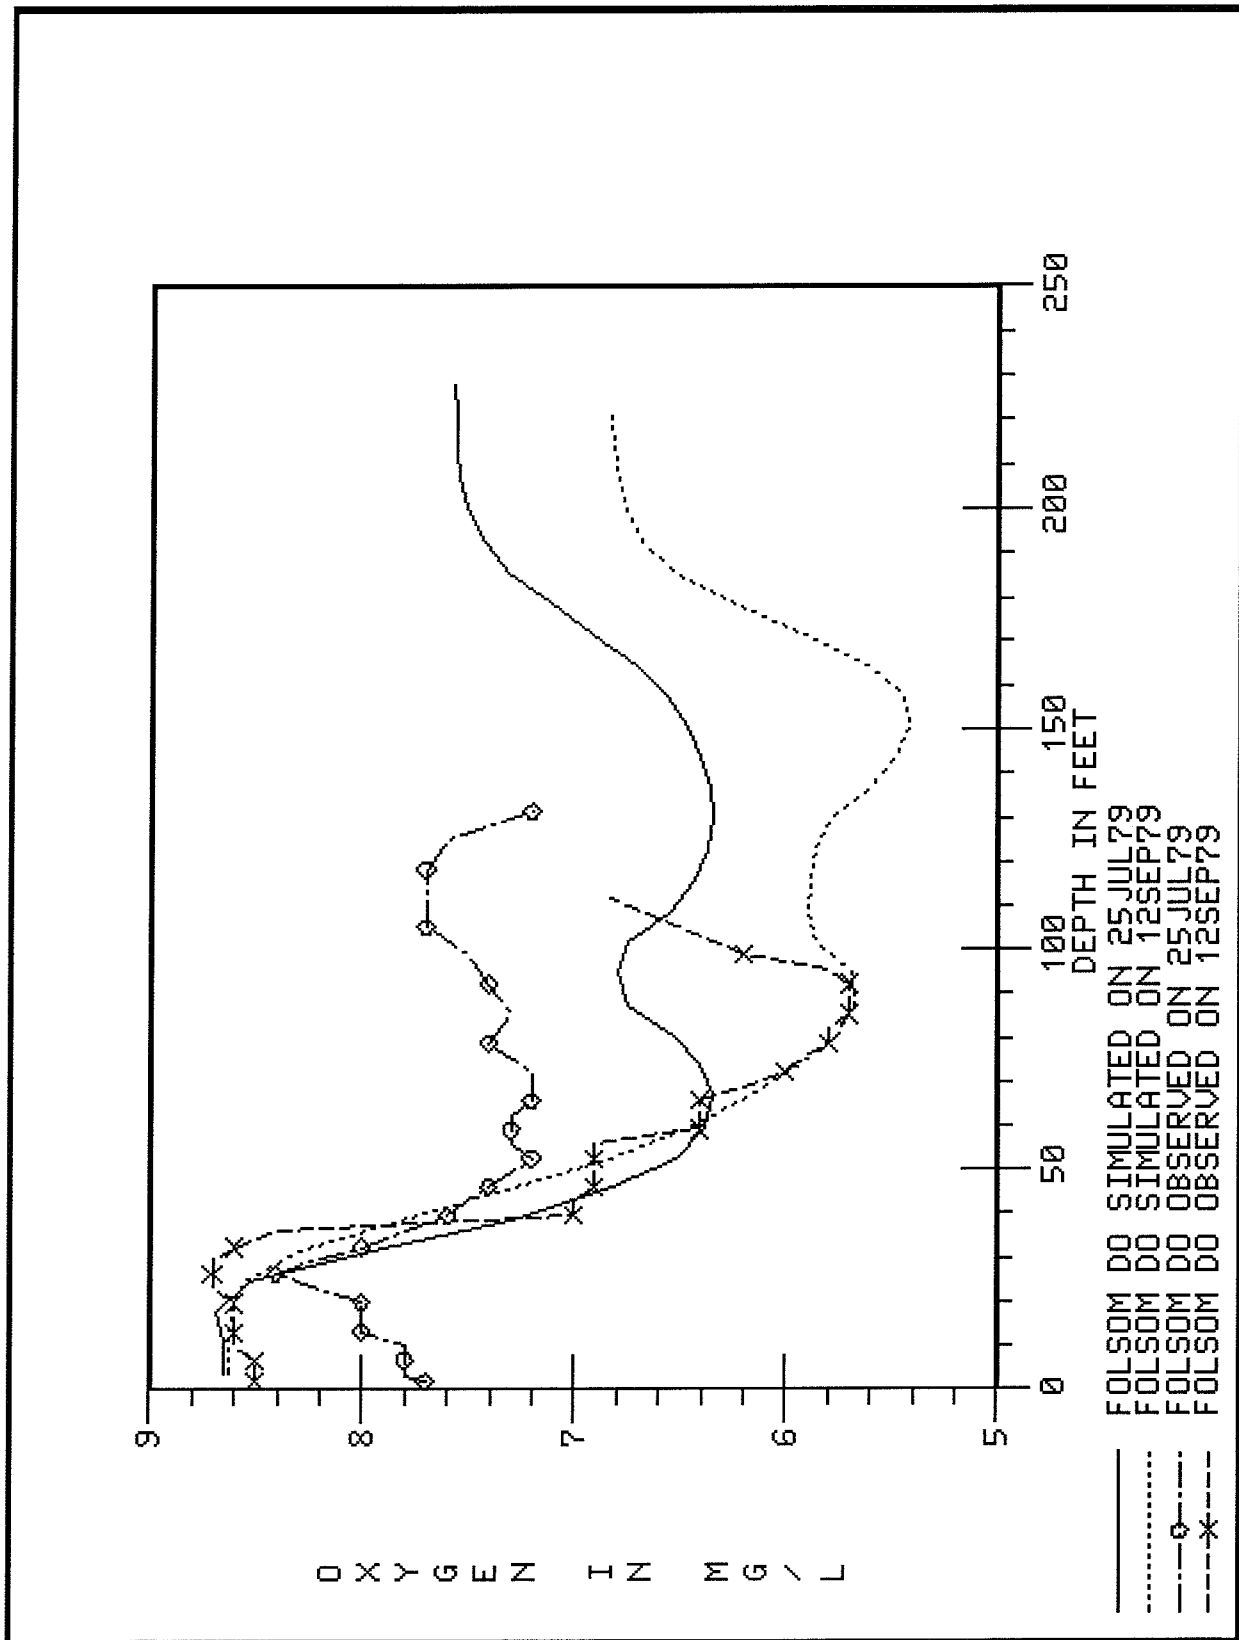 OXYGEN IN MG/L
9
8
7
6
5
0 50 100 150 200 250
DEPTH IN FEET
FOLSOM DO SIMULATED ON 25JUL79
FOLSOM DO SIMULATED ON 12SEP79
FOLSOM DO OBSERVED ON 25JUL79
FOLSOM DO OBSERVED ON 12SEP79